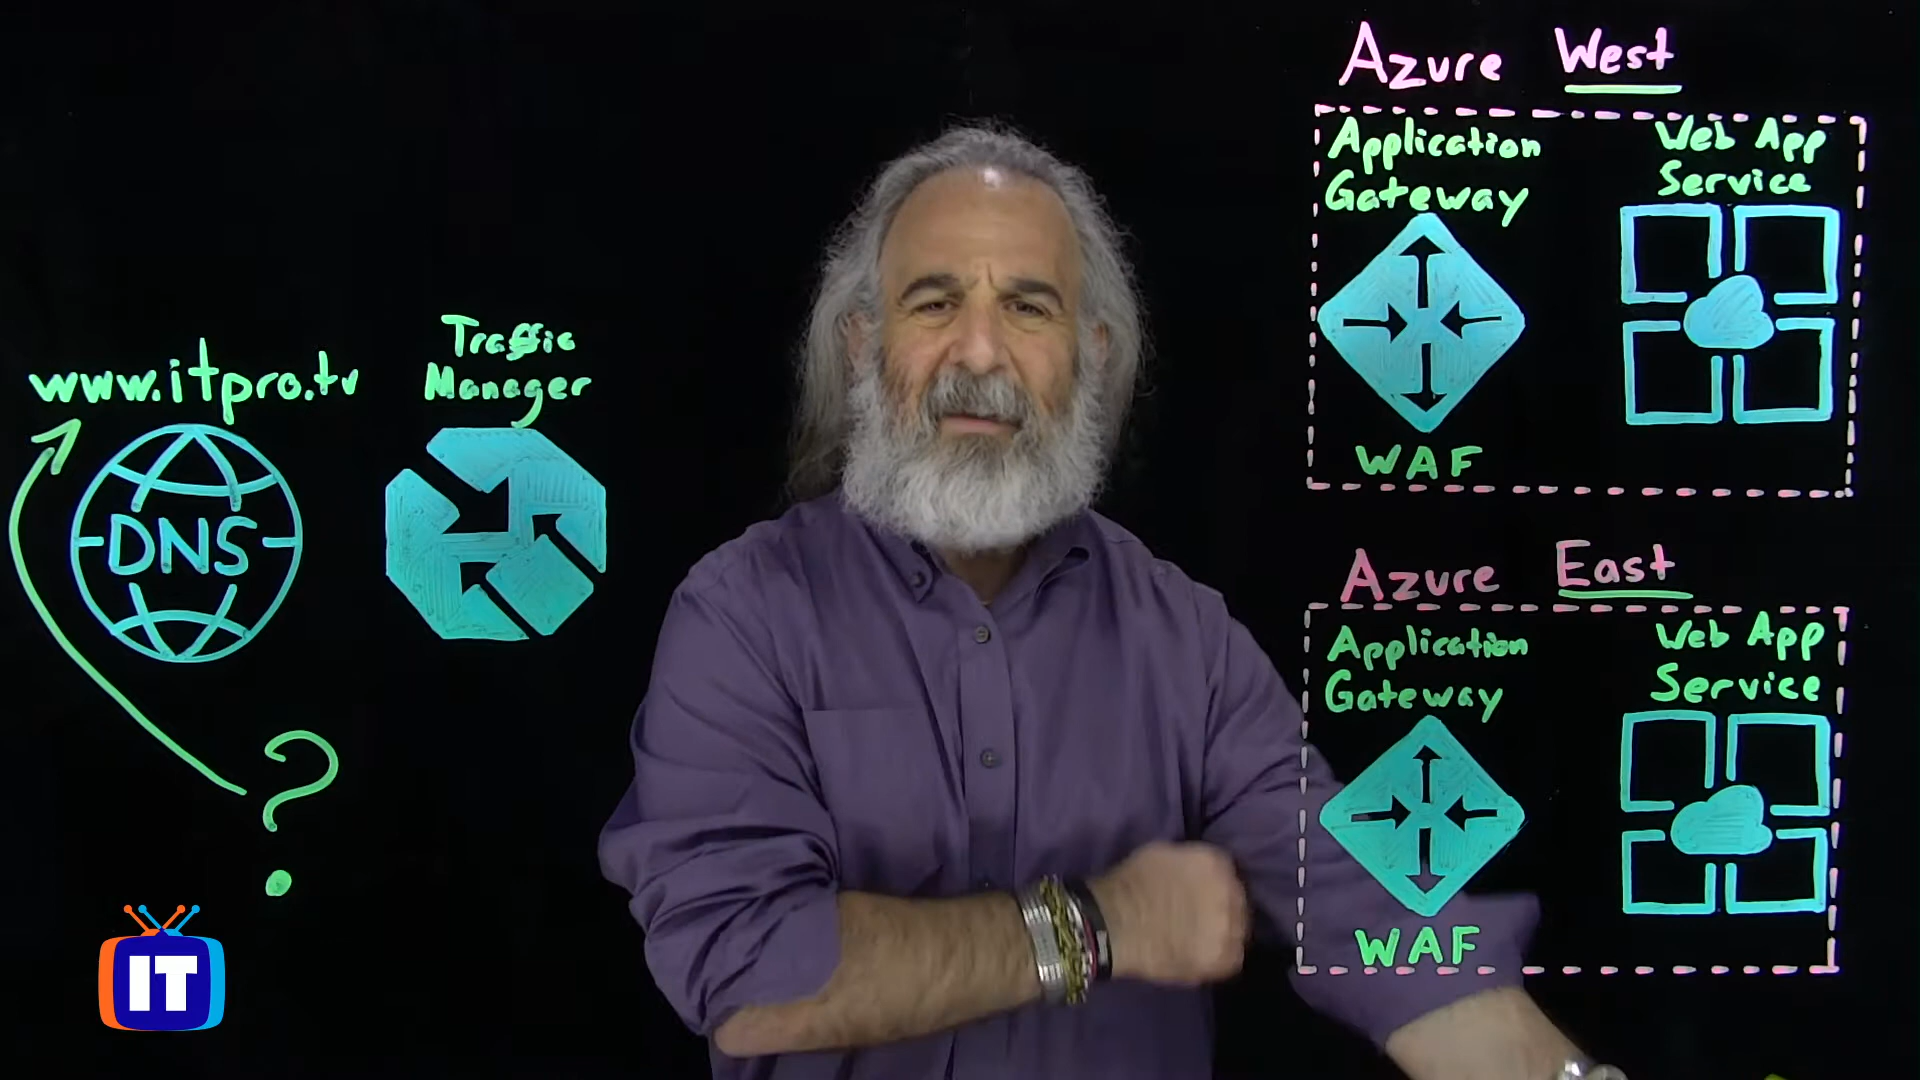 www.itpro.tv
DNS
?
Traffic
Manager
Azure West
Application
Gateway
WAF
Web App
Service
Azure East
Application
Gateway
WAF
Web App
Service
IT